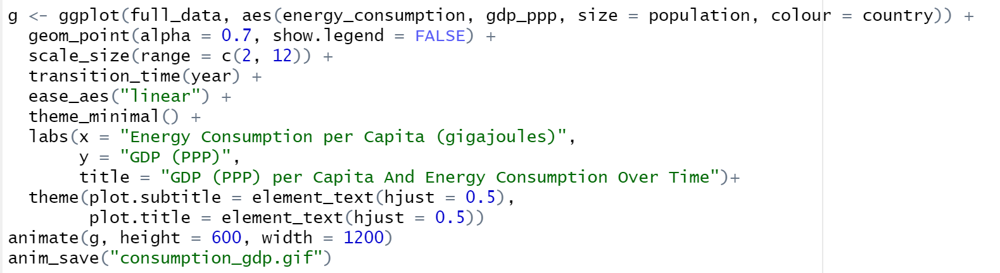 g <- ggplot(full_data, aes(energy_consumption, gdp_ppp, size = population, colour = country)) +
  geom_point(alpha = 0.7, show.legend = FALSE) +
  scale_size(range = c(2, 12)) +
  transition_time(year) +
  ease_aes("linear") +
  theme_minimal() +
  labs(x = "Energy Consumption per Capita (gigajoules)",
       y = "GDP (PPP)",
       title = "GDP (PPP) per Capita And Energy Consumption Over Time")+
  theme(plot.subtitle = element_text(hjust = 0.5),
        plot.title = element_text(hjust = 0.5))
animate(g, height = 600, width = 1200)
anim_save("consumption_gdp.gif")